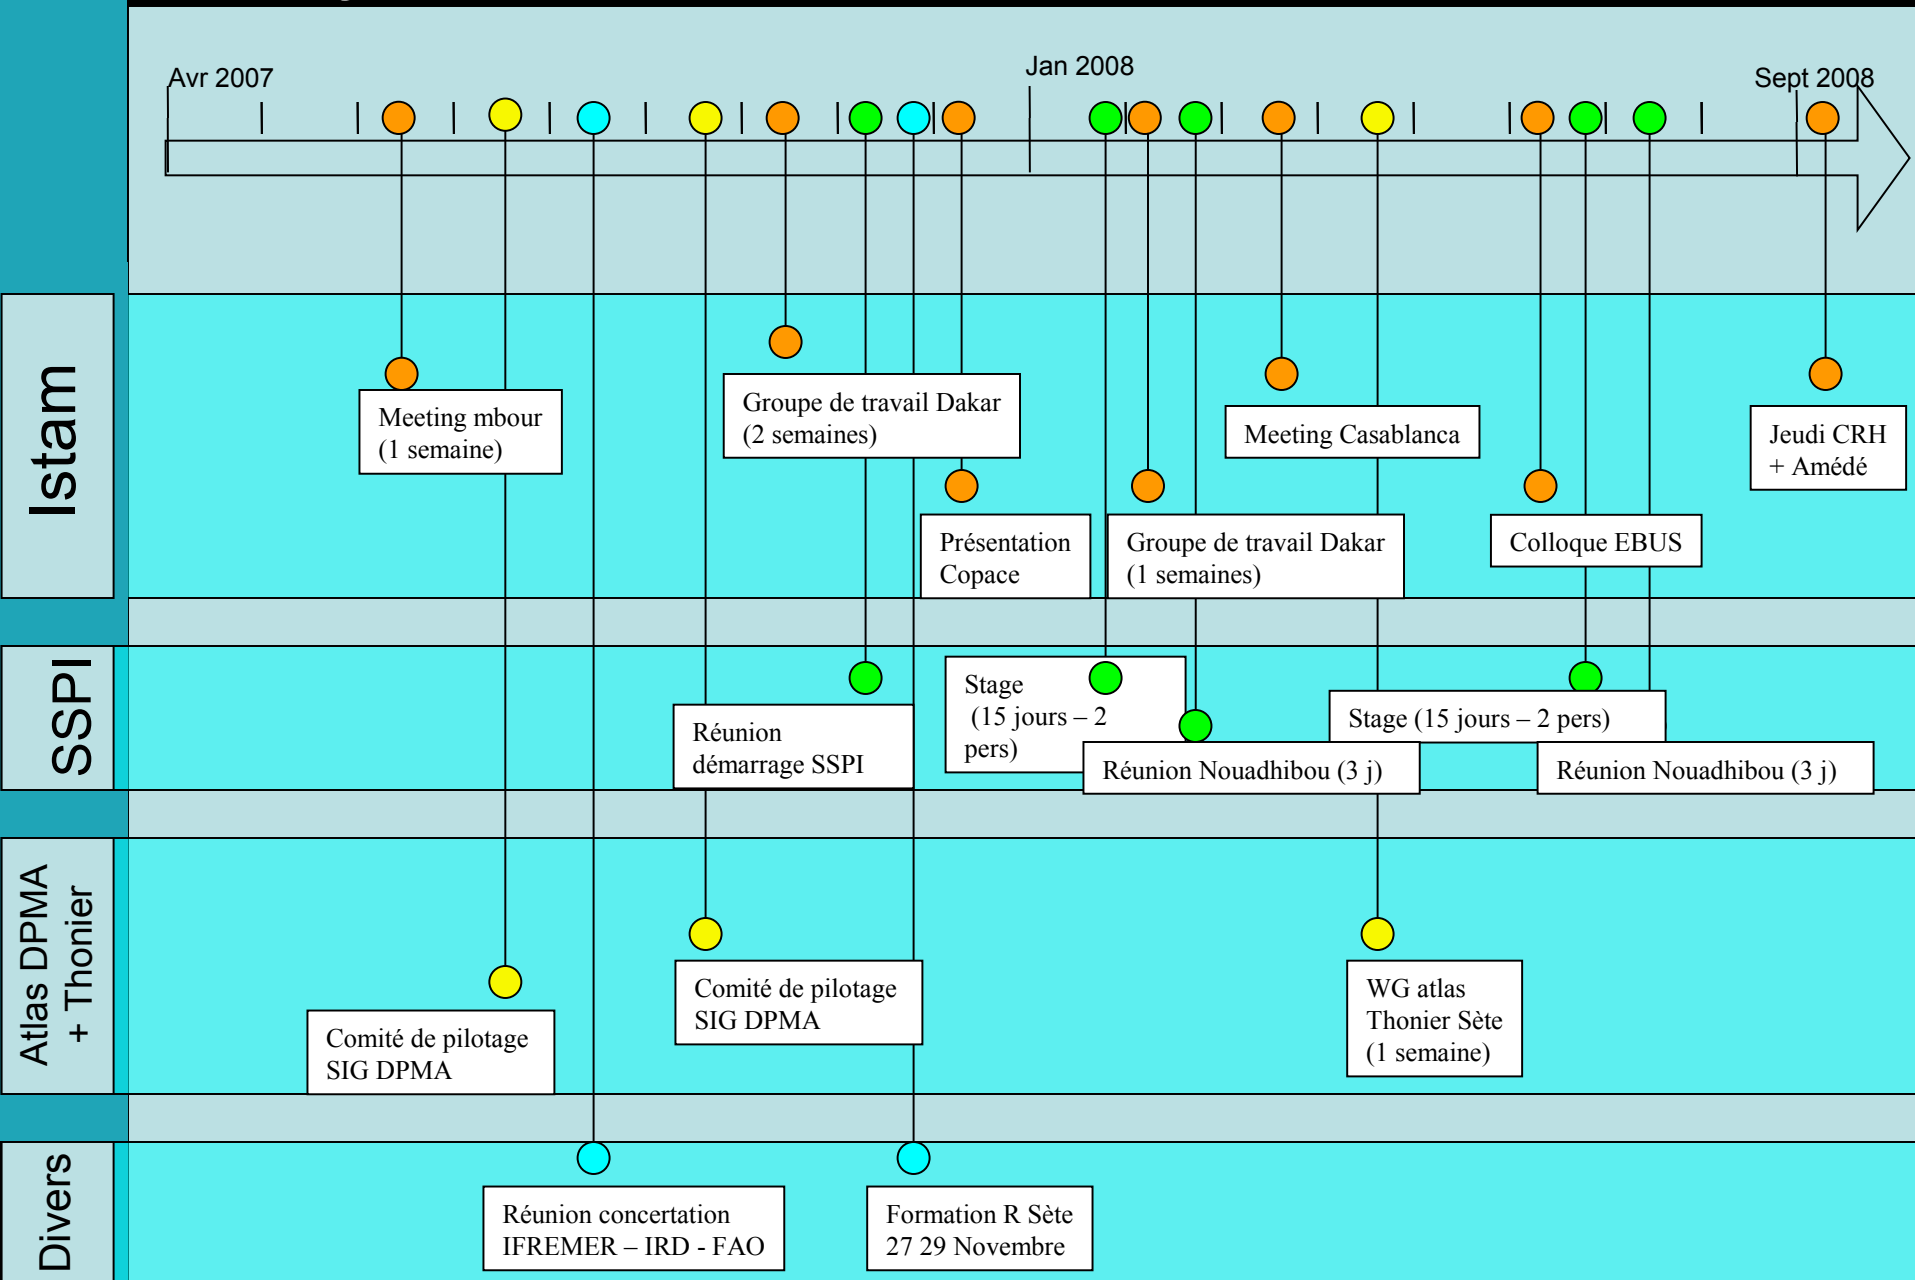 Avr 2007
Jan 2008
Sept 2008
Istam
Meeting mbour
(1 semaine)
Groupe de travail Dakar
(2 semaines)
Présentation
Copace
Groupe de travail Dakar
(1 semaines)
Meeting Casablanca
Colloque EBUS
Jeudi CRH
+ Amédé
SSPI
Réunion
démarrage SSPI
Stage
(15 jours – 2
pers)
Réunion Nouadhibou (3 j)
Stage (15 jours – 2 pers)
Réunion Nouadhibou (3 j)
Atlas DPMA
+ Thonier
Comité de pilotage
SIG DPMA
Comité de pilotage
SIG DPMA
WG atlas
Thonier Sète
(1 semaine)
Divers
Réunion concertation
IFREMER – IRD - FAO
Formation R Sète
27 29 Novembre